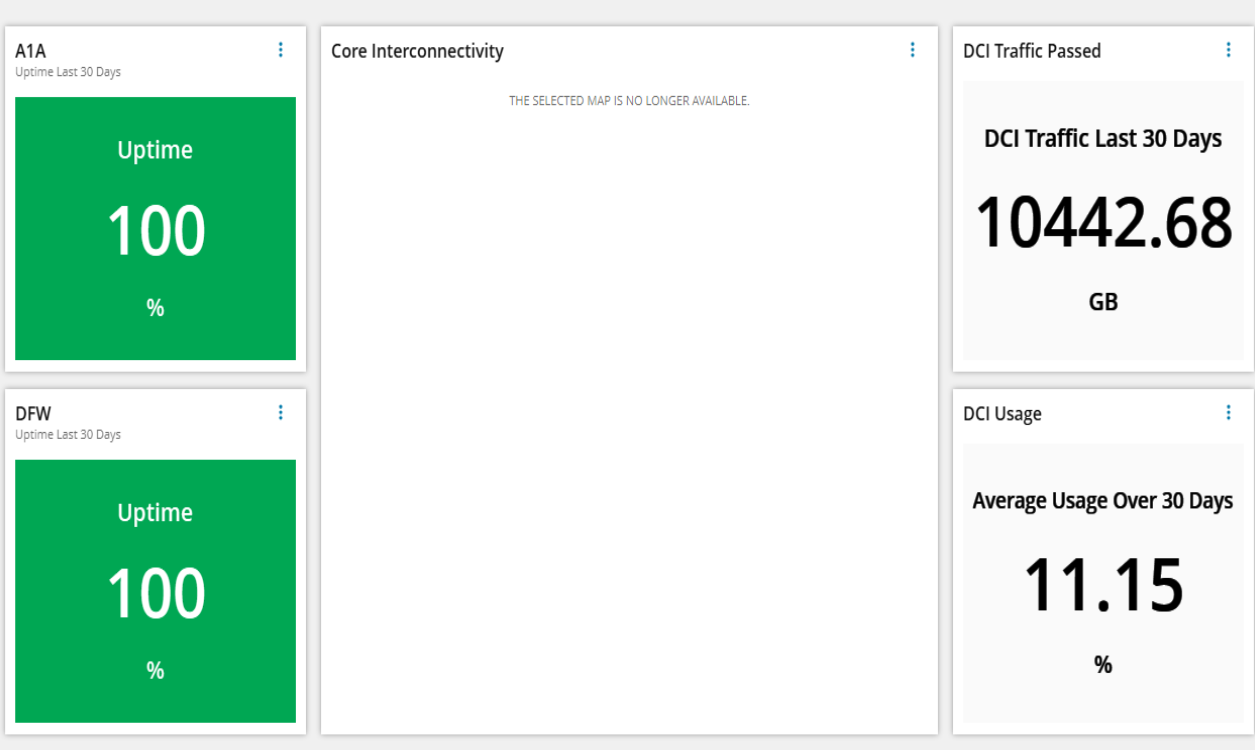 A1A
Uptime Last 30 Days
Uptime
100
%
DFW
Uptime Last 30 Days
Uptime
100
%
Core Interconnectivity
THE SELECTED MAP IS NO LONGER AVAILABLE.
DCI Traffic Passed
DCI Traffic Last 30 Days
10442.68
GB
DCI Usage
Average Usage Over 30 Days
11.15
%